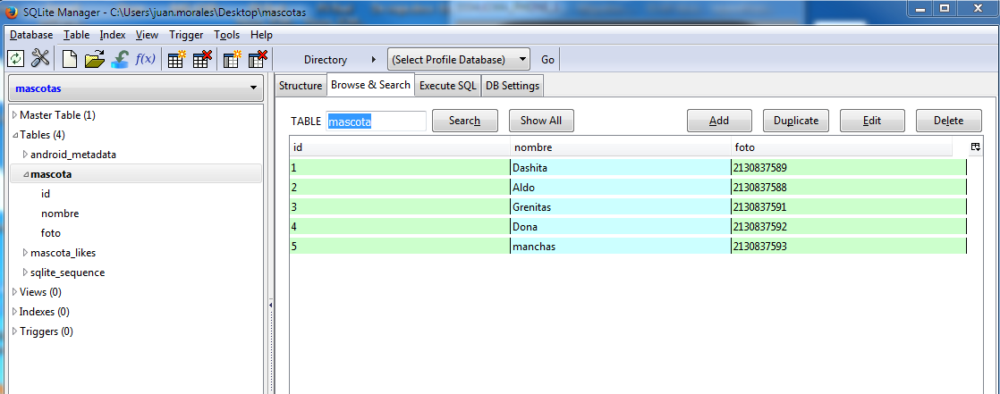 SQLite Manager - C:\Users\juan.morales\Desktop\mascotas
Database Table Index View Trigger Tools Help
f(x) Directory (Select Profile Database) Go
mascotas
Master Table (1)
Tables (4)
android_metadata
mascota
id
nombre
foto
mascota_likes
sqlite_sequence
Views (0)
Indexes (0)
Triggers (0)
Structure Browse & Search Execute SQL DB Settings
TABLE mascota Search Show All Add Duplicate Edit Delete
id nombre foto
1 Dashita 2130837589
2 Aldo 2130837588
3 Grenitas 2130837591
4 Dona 2130837592
5 manchas 2130837593